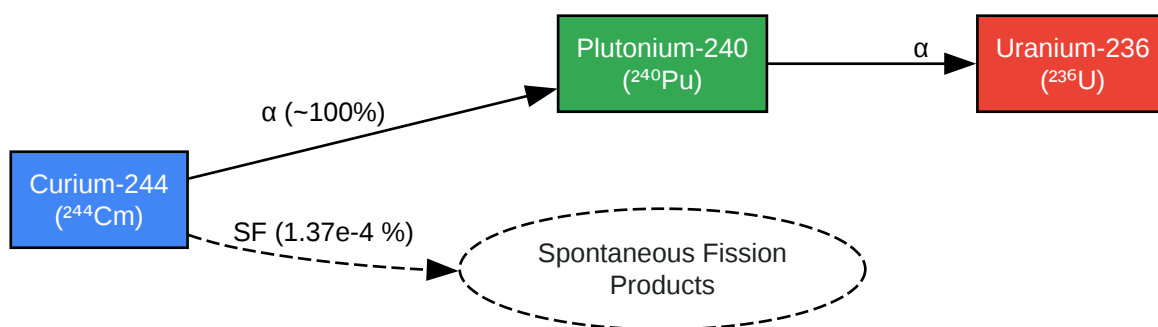 Plutonium-240
(²⁴⁰Pu)
α
Uranium-236
(²³⁶U)
α (~100%)
Curium-244
(²⁴⁴Cm)
SF (1.37e-4 %)
Spontaneous Fission
Products